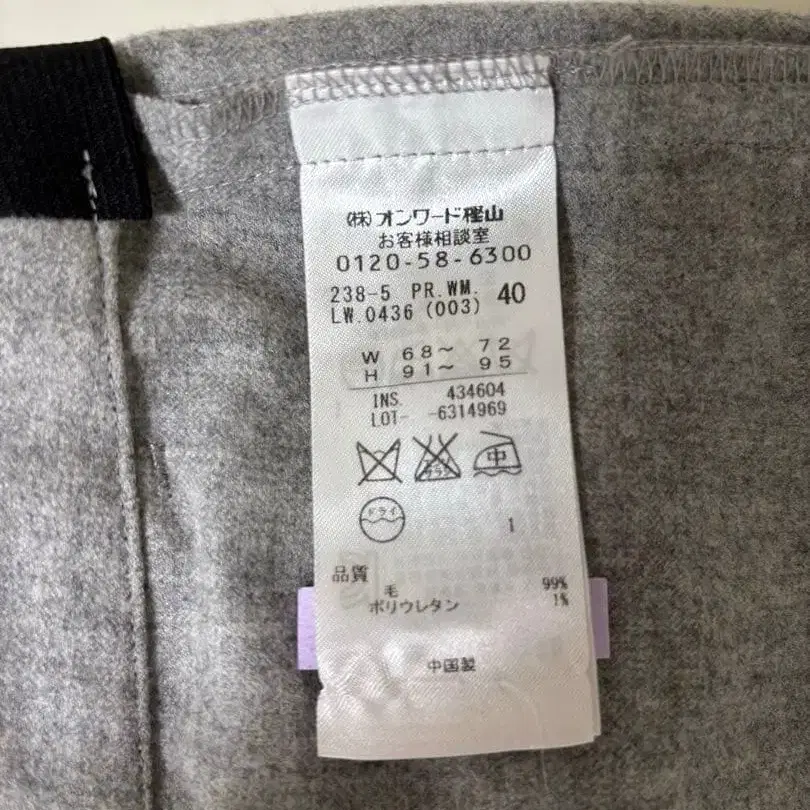 (株)オンワード樫山
お客様相談室
0120-58-6300
238-5 PR.WM. 40
LW.0436 (003)
W 68〜 72
H 91〜 95
INS. 434604
LOT- -6314969
中
ドライ
1
品質
毛 99%
ポリウレタン 1%
中国製